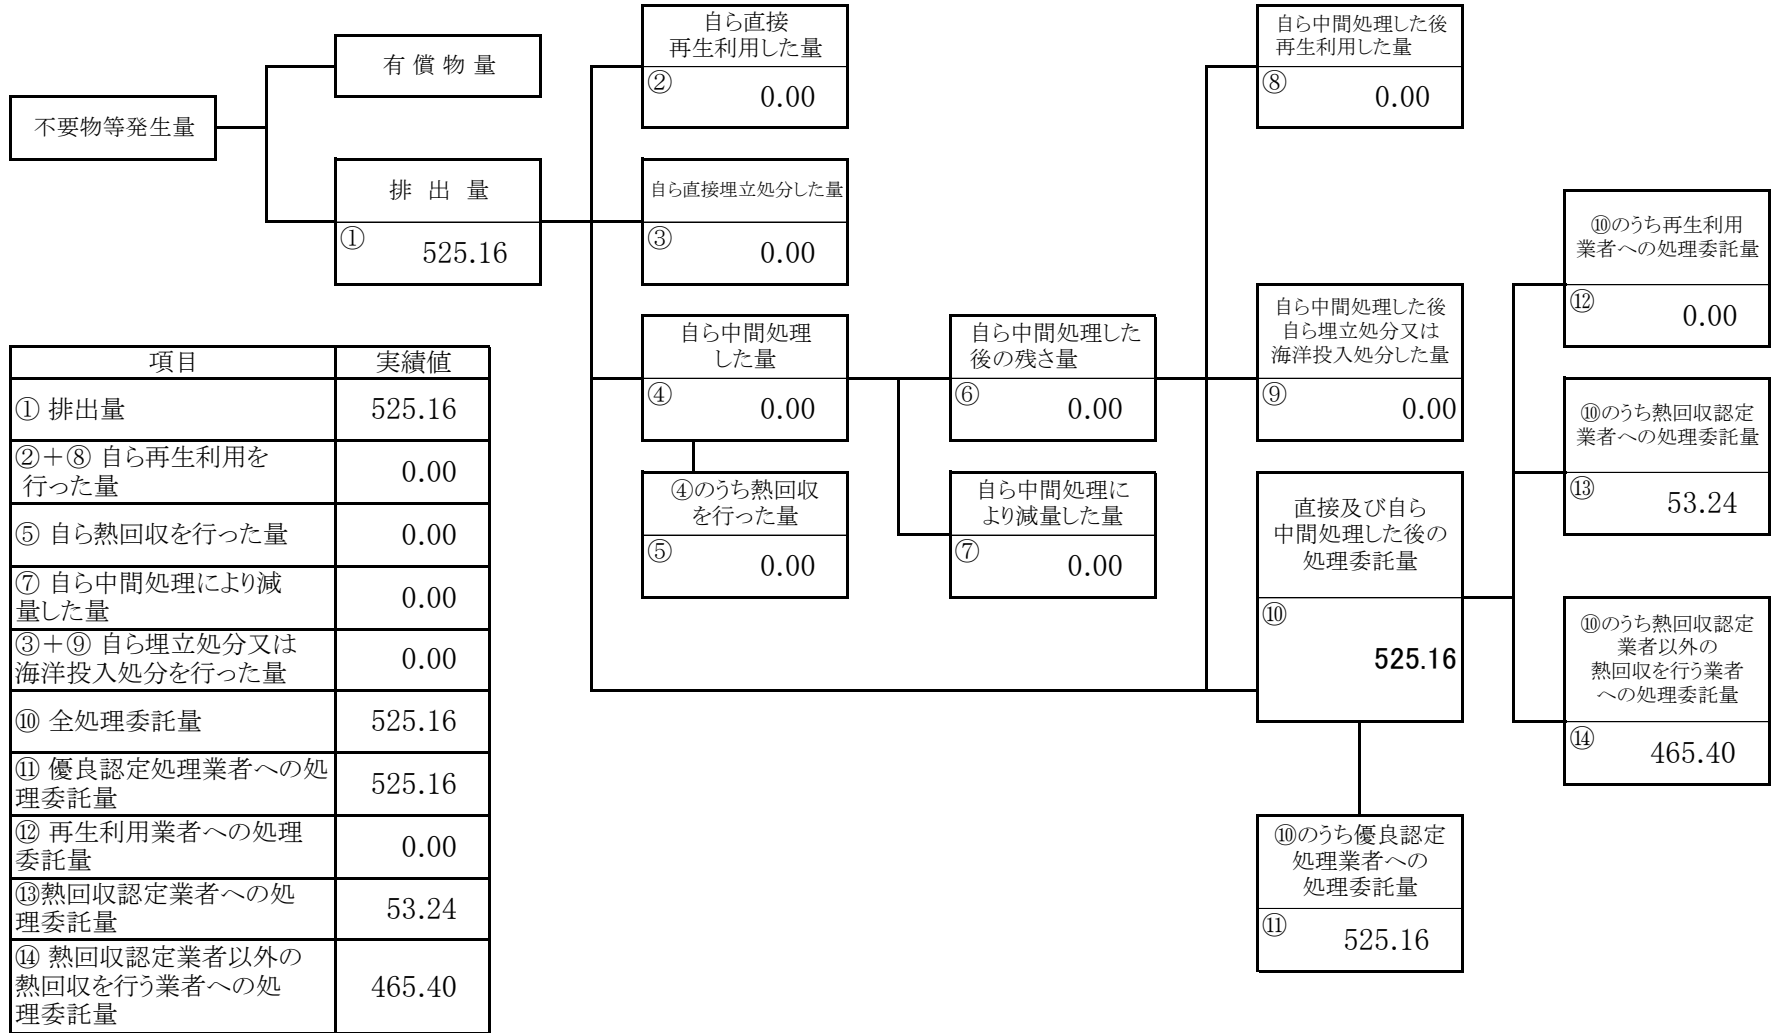 不要物等発生量
有 償 物 量
排 出 量
①
525.16
自ら直接
再生利用した量
②
0.00
自ら直接埋立処分した量
③
0.00
自ら中間処理
した量
④
0.00
④のうち熱回収
を行った量
⑤
0.00
自ら中間処理した
後の残さ量
⑥
0.00
自ら中間処理に
より減量した量
⑦
0.00
自ら中間処理した後
再生利用した量
⑧
0.00
自ら中間処理した後
自ら埋立処分又は
海洋投入処分した量
⑨
0.00
直接及び自ら
中間処理した後の
処理委託量
⑩
525.16
⑩のうち優良認定
処理業者への
処理委託量
⑪
525.16
⑩のうち再生利用
業者への処理委託量
⑫
0.00
⑩のうち熱回収認定
業者への処理委託量
⑬
53.24
⑩のうち熱回収認定
業者以外の
熱回収を行う業者
への処理委託量
⑭
465.40
項目 実績値
① 排出量 525.16
②+⑧ 自ら再生利用を
行った量 0.00
⑤ 自ら熱回収を行った量 0.00
⑦ 自ら中間処理により減
量した量 0.00
③+⑨ 自ら埋立処分又は
海洋投入処分を行った量 0.00
⑩ 全処理委託量 525.16
⑪ 優良認定処理業者への処
理委託量 525.16
⑫ 再生利用業者への処理
委託量 0.00
⑬熱回収認定業者への処
理委託量 53.24
⑭ 熱回収認定業者以外の
熱回収を行う業者への処
理委託量 465.40